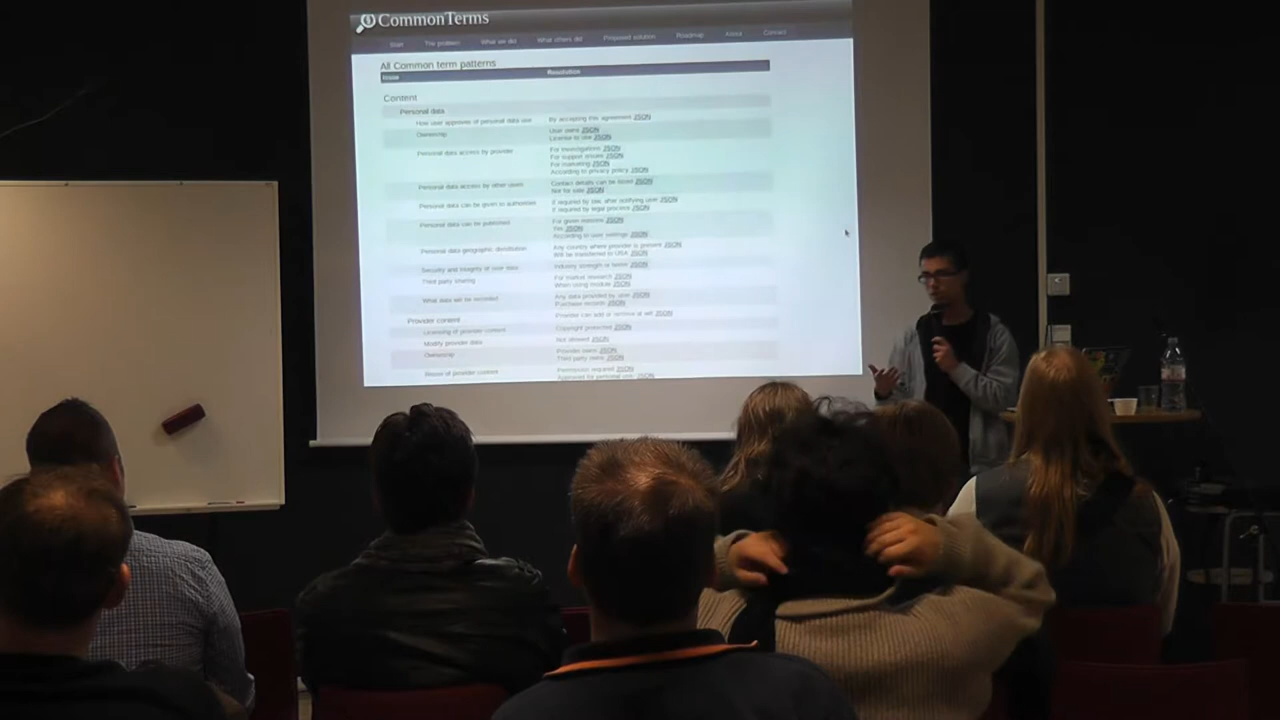 CommonTerms
Start The problem What we did What others did Proposed solution Roadmap About Contact
All Common term patterns
Issue Resolution
Content
Personal data
How user approves of personal data use By accepting this agreement JSON
Ownership User owns JSON
License to use JSON
Personal data access by provider For investigations JSON
For support issues JSON
For marketing JSON
According to privacy policy JSON
Personal data access by other users Contact details can be listed JSON
Not for sale JSON
Personal data can be given to authorities If required by law, after notifying user JSON
If required by legal process JSON
Personal data can be published For given reasons JSON
Yes JSON
According to user settings JSON
Personal data geographic distribution Any country where provider is present JSON
Will be transferred to USA JSON
Security and integrity of user data Industry strength or better JSON
Third party sharing For market research JSON
When using module JSON
What data will be recorded Any data provided by user JSON
Purchase records JSON
Provider content Provider can add or remove at will JSON
Licensing of provider content Copyright protected JSON
Modify provider data Not allowed JSON
Ownership Provider owns JSON
Third party owns JSON
Reuse of provider content Permission required JSON
Approved for personal use JSON